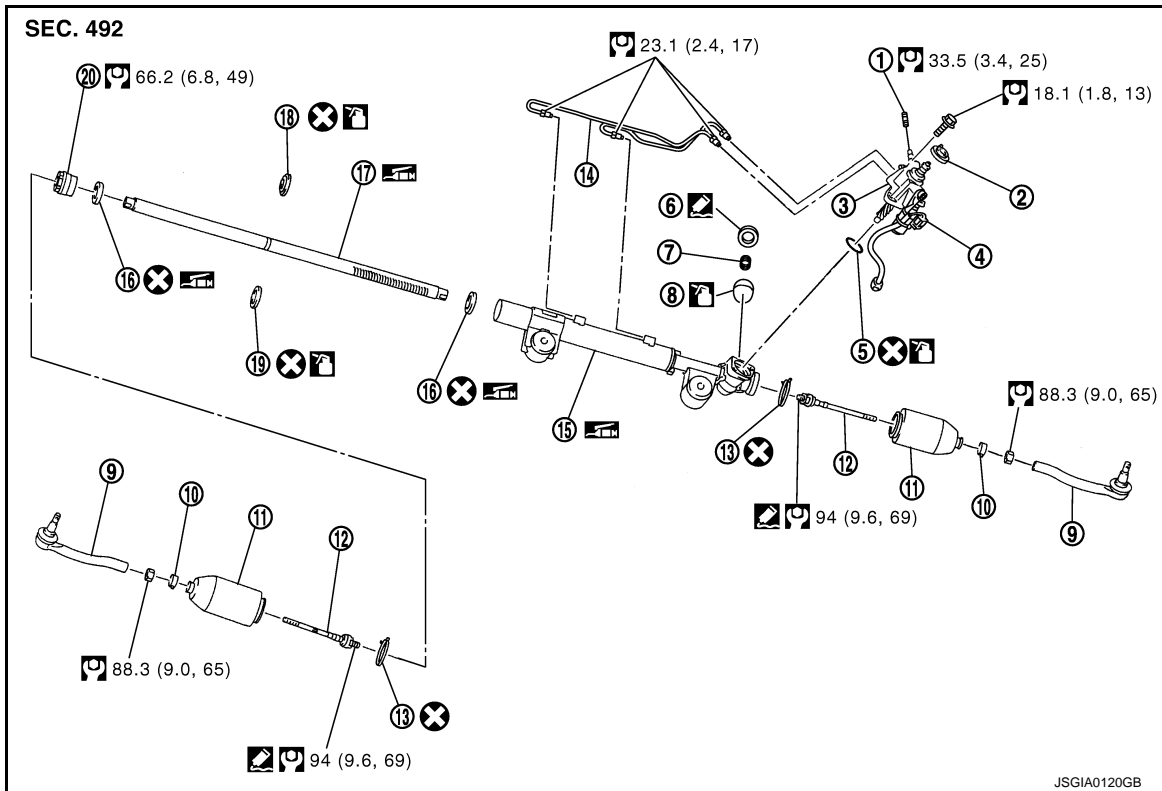 SEC. 492
23.1 (2.4, 17)
1 33.5 (3.4, 25)
18.1 (1.8, 13)
20 66.2 (6.8, 49)
18
17
14
2
3
6
4
7
16
8
19
5
16
15
88.3 (9.0, 65)
13
12
11
10
9
94 (9.6, 69)
9
10
11
12
88.3 (9.0, 65)
13
94 (9.6, 69)
JSGIA0120GB